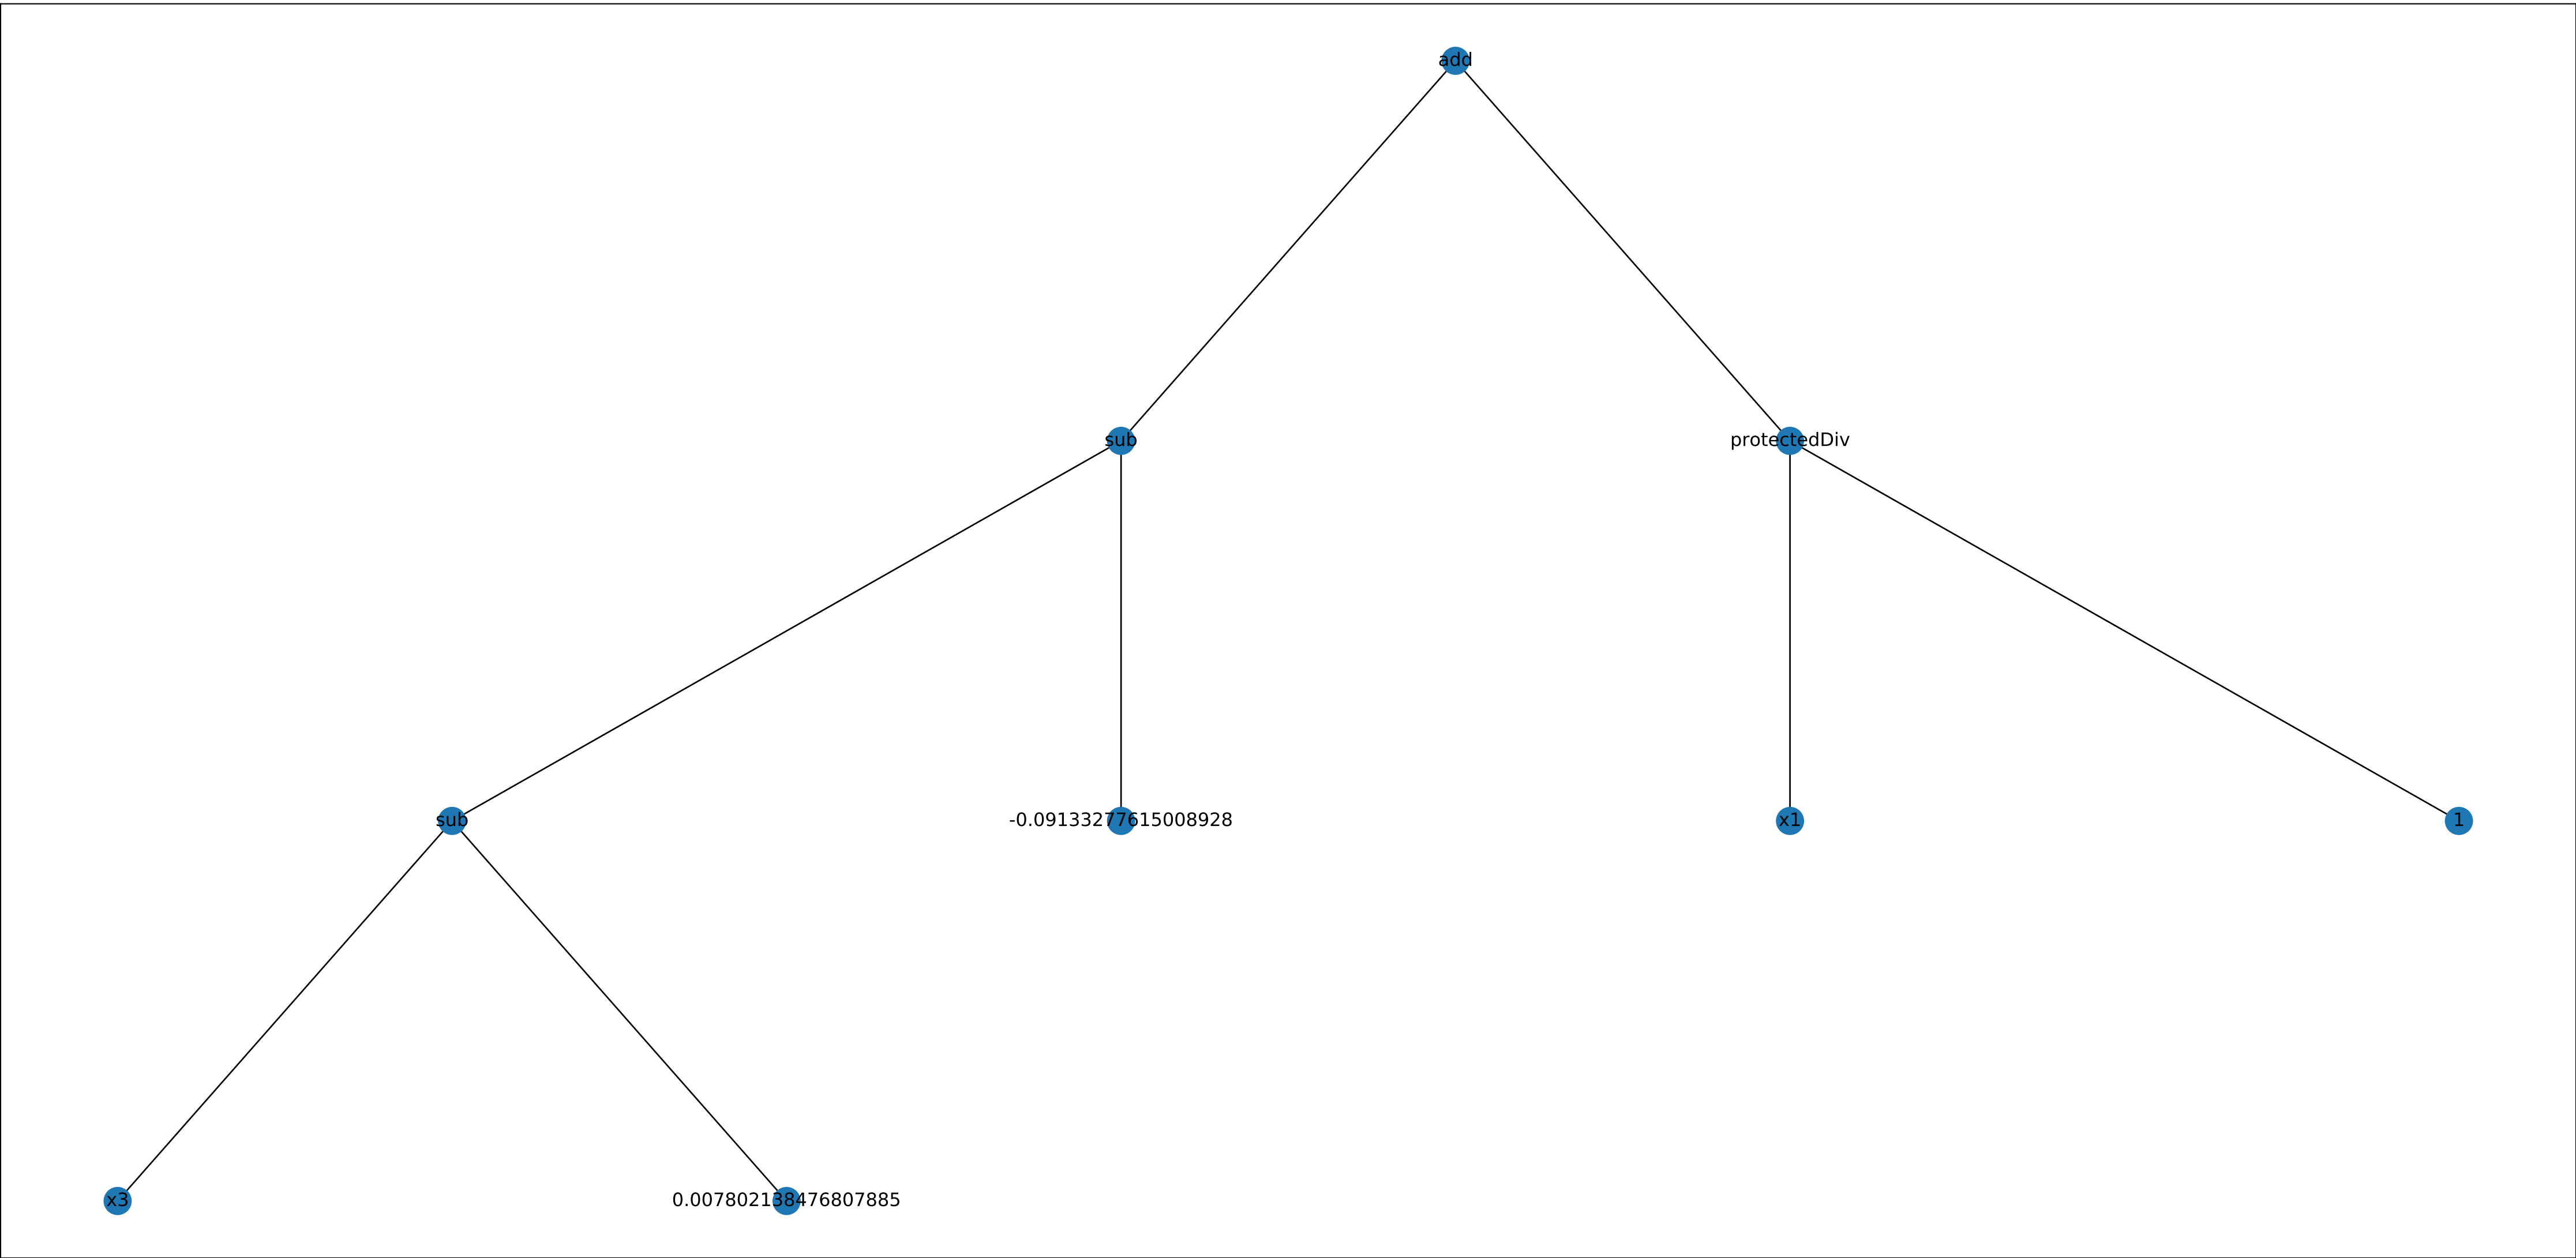 add
sub
protectedDiv
sub
-0.09133277615008928
x1
1
x3
0.007802138476807885